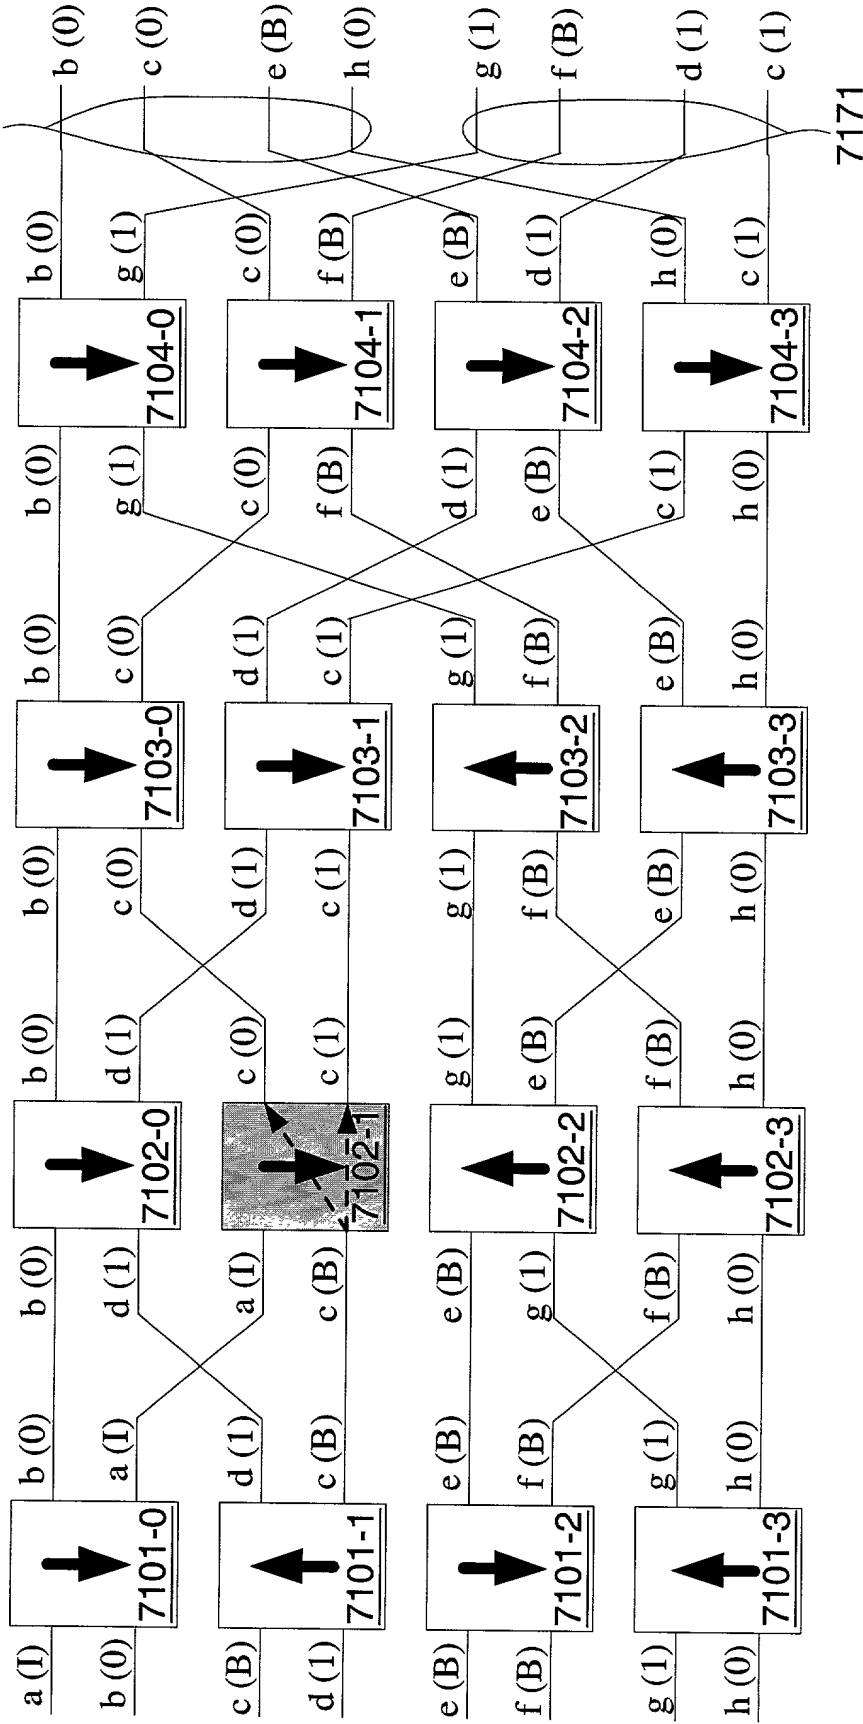 a (I)
b (0)
c (B)
d (1)
e (B)
f (B)
g (1)
h (0)
7101-0
7101-1
7101-2
7101-3
b (0)
a (I)
d (1)
c (B)
e (B)
f (B)
g (1)
h (0)
b (0)
d (1)
a (I)
c (B)
e (B)
g (1)
f (B)
h (0)
7102-0
7102-1
7102-2
7102-3
b (0)
d (1)
c (0)
c (1)
g (1)
e (B)
f (B)
h (0)
b (0)
c (0)
d (1)
c (1)
g (1)
f (B)
e (B)
h (0)
7103-0
7103-1
7103-2
7103-3
b (0)
c (0)
d (1)
c (1)
g (1)
f (B)
e (B)
h (0)
b (0)
g (1)
c (0)
f (B)
d (1)
e (B)
c (1)
h (0)
7104-0
7104-1
7104-2
7104-3
b (0)
g (1)
c (0)
f (B)
e (B)
d (1)
h (0)
c (1)
b (0)
c (0)
e (B)
h (0)
g (1)
f (B)
d (1)
c (1)
7171